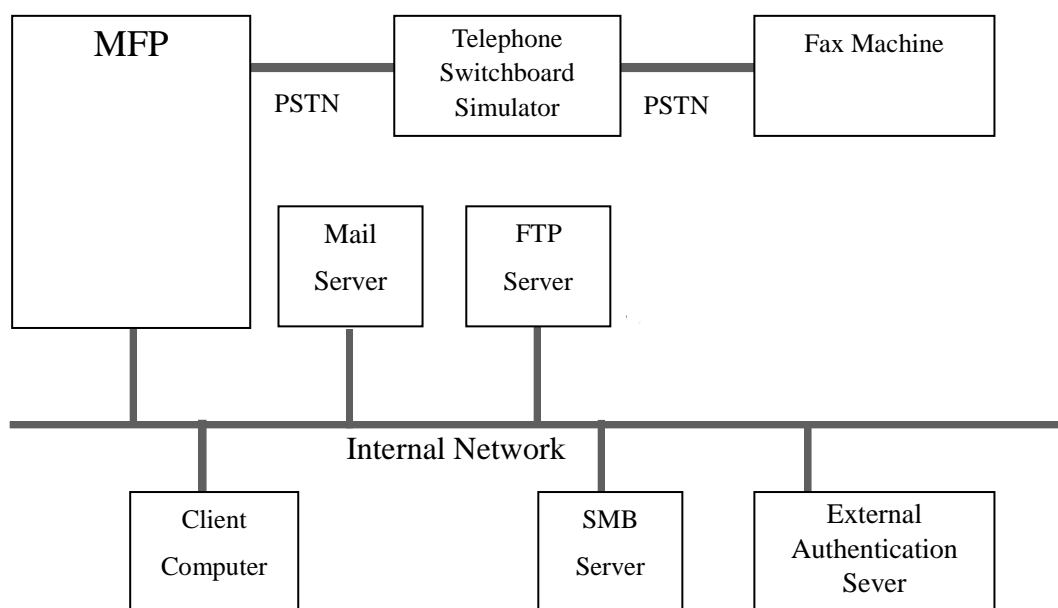 MFP
Telephone
Switchboard
Simulator
Fax Machine
PSTN
PSTN
Mail
Server
FTP
Server
Internal Network
Client
Computer
SMB
Server
External
Authentication
Sever